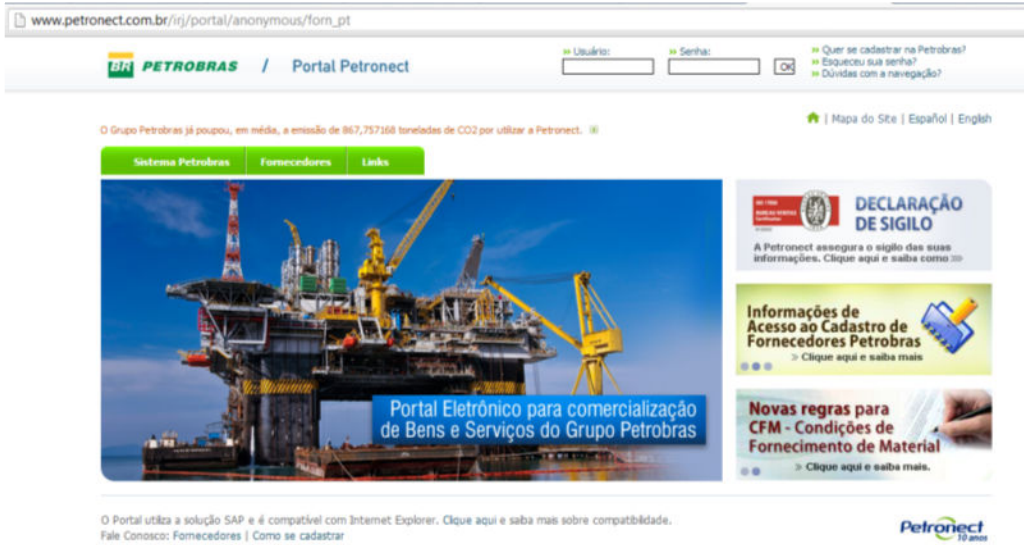 www.petronect.com.br/irj/portal/anonymous/forn_pt
BR PETROBRAS / Portal Petronect
Usuário:
Senha:
OK
Quer se cadastrar na Petrobras?
Esqueceu sua senha?
Dúvidas com a navegação?
O Grupo Petrobras já poupou, em média, a emissão de 867,757168 toneladas de CO2 por utilizar a Petronect.
| Mapa do Site | Español | English
Sistema Petrobras
Fornecedores
Links
Portal Eletrônico para comercialização
de Bens e Serviços do Grupo Petrobras
DECLARAÇÃO
DE SIGILO
A Petronect assegura o sigilo das suas
informações. Clique aqui e saiba como >>>
Informações de
Acesso ao Cadastro de
Fornecedores Petrobras
» Clique aqui e saiba mais
Novas regras para
CFM - Condições de
Fornecimento de Material
» Clique aqui e saiba mais.
O Portal utiliza a solução SAP e é compatível com Internet Explorer. Clique aqui e saiba mais sobre compatibilidade.
Fale Conosco: Fornecedores | Como se cadastrar
Petronect
10 anos